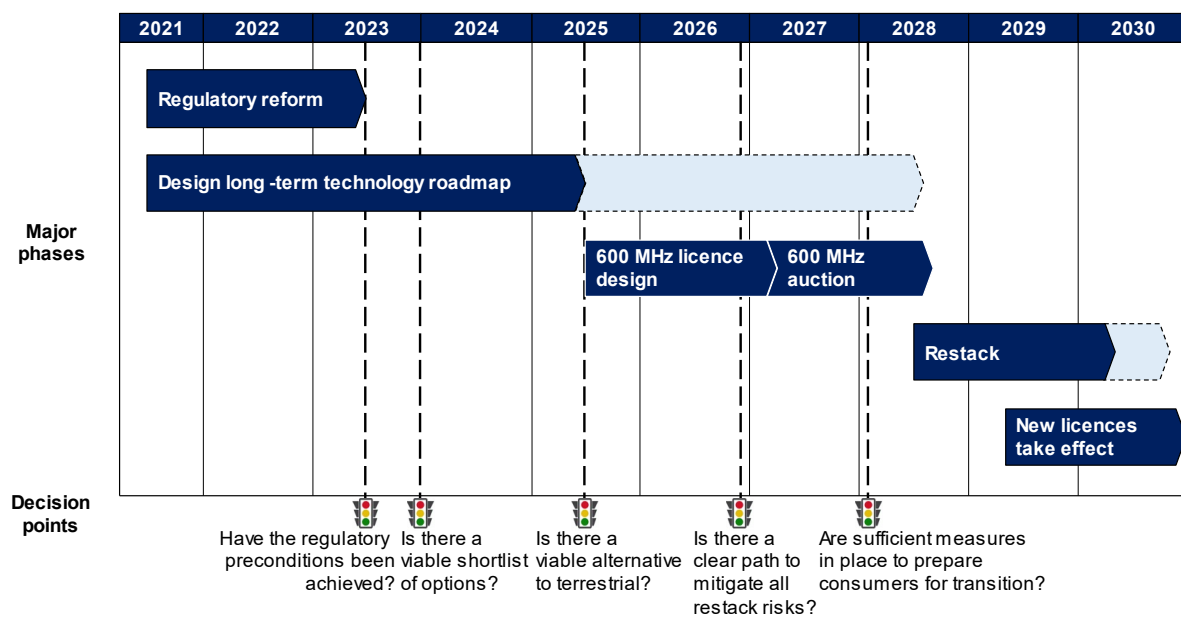 2021 2022 2023 2024 2025 2026 2027 2028 2029 2030
Regulatory reform
Design long -term technology roadmap
Major
phases
600 MHz licence
design
600 MHz
auction
Restack
New licences
take effect
Decision
points
Have the regulatory
preconditions been
achieved?
Is there a
viable shortlist
of options?
Is there a
viable alternative
to terrestrial?
Is there a
clear path to
mitigate all
restack risks?
Are sufficient measures
in place to prepare
consumers for transition?